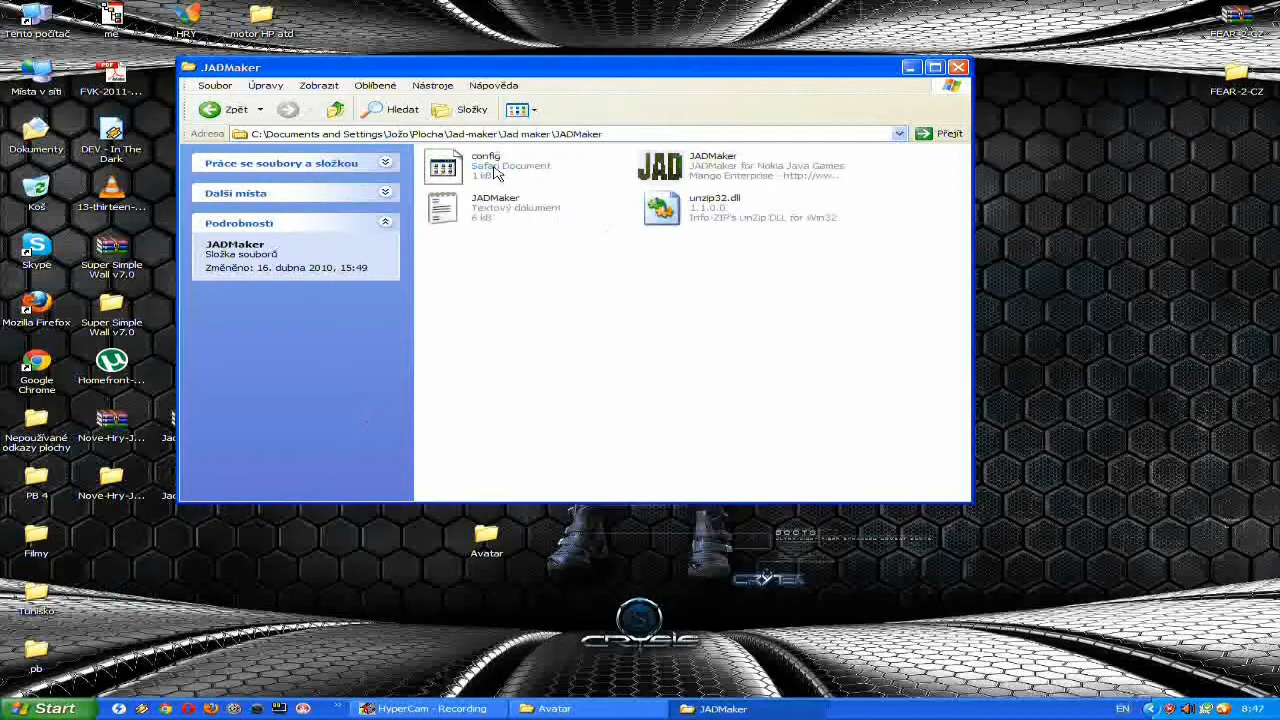 Tento počítač
me
HRY
motor HP atd
FEAR-2-CZ
Místa v síti
FVK-2011-...
FEAR-2-CZ
Dokumenty
DEV - In The
Dark
Koš
13-thirteen-...
Skype
Super Simple
Wall v7.0
Mozilla Firefox
Super Simple
Wall v7.0
Google
Chrome
Homefront-...
Nepoužívané
odkazy plochy
Nove-Hry-J...
PB 4
Nove-Hry-J...
Filmy
Tunisko
pb
Avatar
JADMaker
Soubor Úpravy Zobrazit Oblíbené Nástroje Nápověda
Zpět Hledat Složky
Adresa C:\Documents and Settings\Jožo\Plocha\Jad-maker\Jad maker\JADMaker Přejít
Práce se soubory a složkou
Další místa
Podrobnosti
JADMaker
Složka souborů
Změněno: 16. dubna 2010, 15:49
config
Safari Document
1 kB
JAD
JADMaker
JADMaker for Nokia Java Games
Mango Enterprise - http://ww...
JADMaker
Textový dokument
6 kB
unzip32.dll
1.1.0.0
Info-ZIP's unZip DLL for Win32
BOOTS
CRYTEK
CRYSIS
Start
HyperCam - Recording
Avatar
JADMaker
EN
8:47